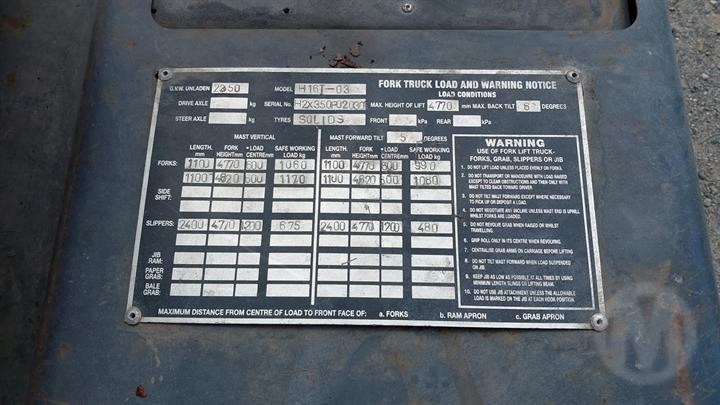 FORK TRUCK LOAD AND WARNING NOTICE
LOAD CONDITIONS
G.V.W. UNLADEN kg MODEL H16T-03
DRIVE AXLE kg SERIAL No. MAX. HEIGHT OF LIFT 4770 mm. MAX. BACK TILT
STEER AXLE kg TYRES SOLIDS FRONT kPa REAR kPa
MAST VERTICAL MAST FORWARD TILT 5 DEGREES
LENGTH. mm FORK HEIGHT mm *LOAD CENTRE mm SAFE WORKING LOAD kg LENGTH. mm FORK HEIGHT mm *LOAD CENTRE mm SAFE WORKING LOAD kg
FORKS: 1100 4770 600 1060 1100 4770 600 990
1100 4620 600 1170 1100 4620 600 1080
SIDE SHIFT:
SLIPPERS: 2400 4770 1200 675 2400 4770 1200 480
JIB RAM:
PAPER GRAB:
BALE GRAB:
MAXIMUM DISTANCE FROM CENTRE OF LOAD TO FRONT FACE OF: a. FORKS b. RAM APRON c. GRAB APRON
WARNING
USE OF FORK LIFT TRUCK-
FORKS, GRAB, SLIPPERS OR JIB
1. DO NOT LIFT LOAD UNLESS PLACED EVENLY ON FORKS.
2. DO NOT TRANSPORT OR MANOEUVRE WITH LOAD RAISED
EXCEPT TO CLEAR OBSTRUCTIONS AND THEN ONLY WITH
MAST TILTED BACK TOWARD DRIVER
3. DO NOT TILT MAST FORWARD EXCEPT WHERE NECESSARY
TO PICK UP OR DEPOSIT A LOAD.
4. DO NOT NEGOTIATE ANY INCLINE UNLESS MAST END IS UPHILL
WHILST FORKS ARE LOADED.
5. DO NOT REVOLVE GRAB WHEN RAISED OR WHILST
TRAVELLING.
6. GRIP ROLL ONLY IN ITS CENTRE WHEN REVOLVING.
7. CENTRALISE GRAB ARMS ON CARRIAGE BEFORE LIFTING
8. DO NOT TILT MAST FORWARD WHEN LOAD SUSPENDED
ON JIB.
9. KEEP JIB AS LOW AS POSSIBLE AT ALL TIMES BY USING
MINIMUM LENGTH SLINGS OR LIFTING BEAM.
10. DO NOT USE JIB ATTACHMENT UNLESS THE ALLOWABLE
LOAD IS MARKED ON THE JIB AT EACH HOOK POSITION